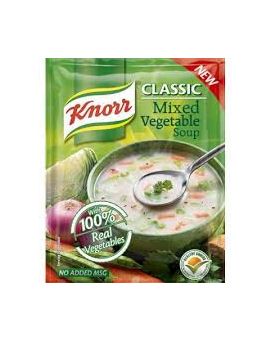 CLASSIC
NEW
Knorr
Mixed
Vegetable
Soup
With
100%
Real
Vegetables
NO ADDED MSG